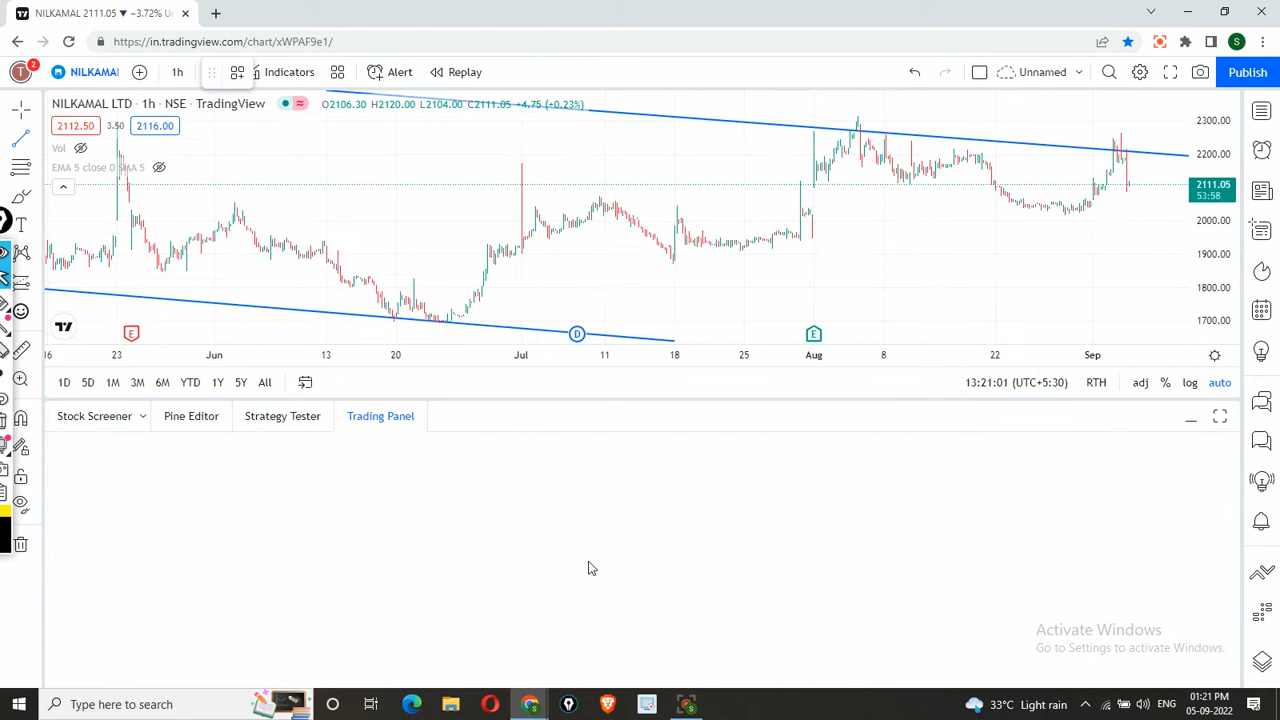 NILKAMAL 2111.05 ▼ −3.72% Un
https://in.tradingview.com/chart/xWPAF9e1/
S
T 2 NILKAMAL 1h Indicators Alert Replay Unnamed Publish
NILKAMAL LTD · 1h · NSE · TradingView O2106.30 H2120.00 L2104.00 C2111.05 +4.75 (+0.23%)
2112.50 3.50 2116.00
Vol
EMA 5 close 0 SMA 5
2300.00
2200.00
2111.05
53:58
2000.00
1900.00
1800.00
1700.00
E D E
16 23 Jun 13 20 Jul 11 18 25 Aug 8 22 Sep
1D 5D 1M 3M 6M YTD 1Y 5Y All 13:21:01 (UTC+5:30) RTH adj % log auto
Stock Screener Pine Editor Strategy Tester Trading Panel
Activate Windows
Go to Settings to activate Windows.
Type here to search 33°C Light rain ENG 01:21 PM
05-09-2022